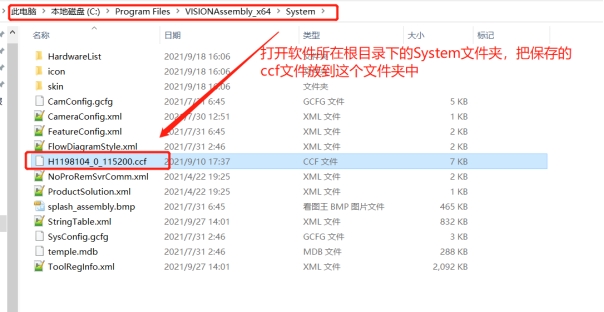 此电脑 › 本地磁盘 (C:) › Program Files › VISIONAssembly_x64 › System ›
名称 修改日期 类型 大小 标记
打开软件所在根目录下的System文件夹，把保存的
ccf文件放到这个文件夹中
HardwareList 2021/9/18 16:06
icon 2021/9/18 16:06
skin 2021/9/18 16:06 文件夹
CamConfig.gcfg 6:45 GCFG 文件 5 KB
CameraConfig.xml 2021/7/30 12:51 XML 文件 1 KB
FeatureConfig.xml 2021/7/31 6:45 XML 文件 2 KB
FlowDiagramStyle.xml 2021/7/31 2:46 XML 文件 2 KB
H1198104_0_115200.ccf 2021/9/10 17:37 CCF 文件 7 KB
NoProRemSvrComm.xml 2021/4/22 19:25 XML 文件 2 KB
ProductSolution.xml 2021/4/22 19:25 XML 文件 1 KB
splash_assembly.bmp 2021/7/31 6:45 看图王 BMP 图片文件 465 KB
StringTable.xml 2021/9/27 14:01 XML 文件 832 KB
SysConfig.gcfg 2021/7/31 2:46 GCFG 文件 3 KB
temple.mdb 2021/7/31 2:46 MDB 文件 288 KB
ToolRegInfo.xml 2021/9/27 14:01 XML 文件 2,092 KB